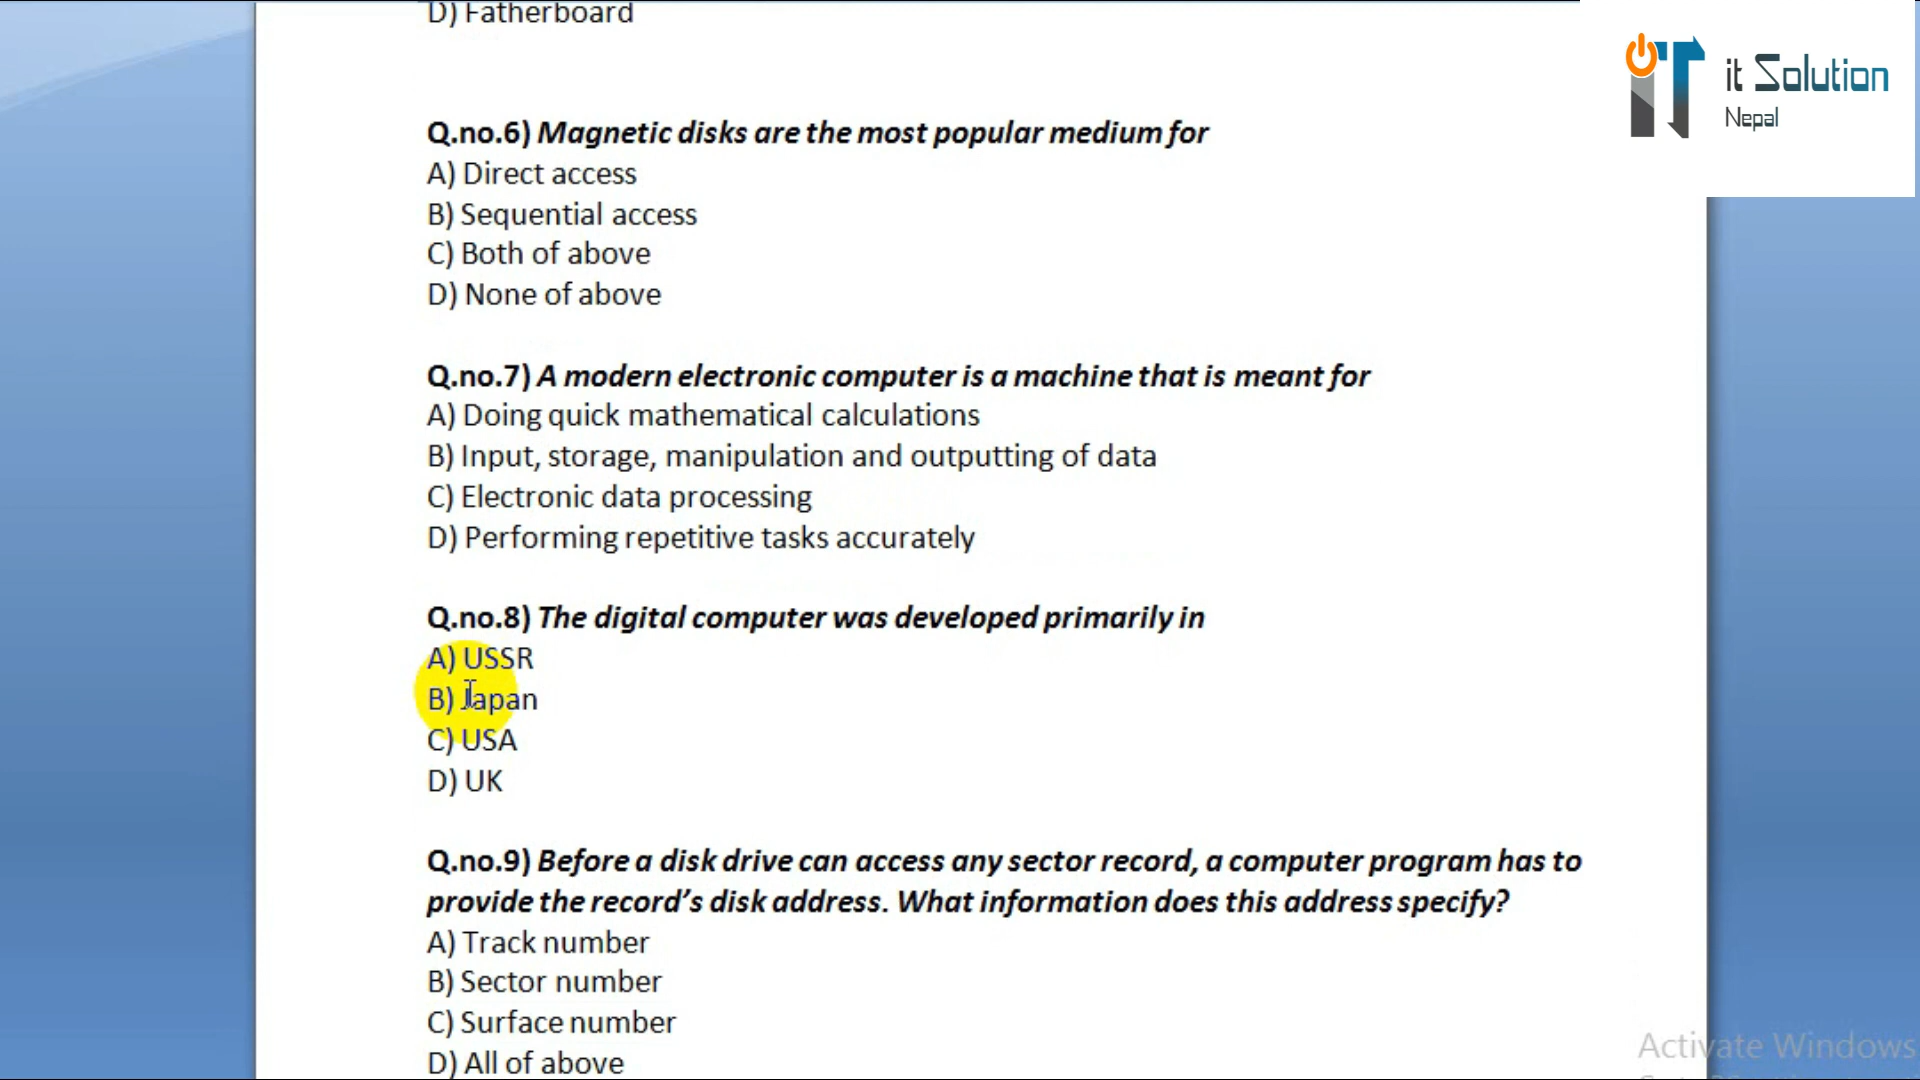 D) Fatherboard
it Solution
Nepal
Q.no.6) Magnetic disks are the most popular medium for
A) Direct access
B) Sequential access
C) Both of above
D) None of above
Q.no.7) A modern electronic computer is a machine that is meant for
A) Doing quick mathematical calculations
B) Input, storage, manipulation and outputting of data
C) Electronic data processing
D) Performing repetitive tasks accurately
Q.no.8) The digital computer was developed primarily in
A) USSR
B) Japan
C) USA
D) UK
Q.no.9) Before a disk drive can access any sector record, a computer program has to
provide the record’s disk address. What information does this address specify?
A) Track number
B) Sector number
C) Surface number
D) All of above
Activate Windows